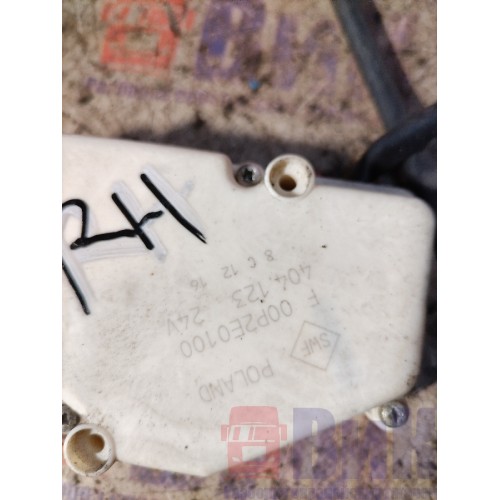 RH
8 C 12 16
404.123 24V
F 00P2E0100
SWF POLAND